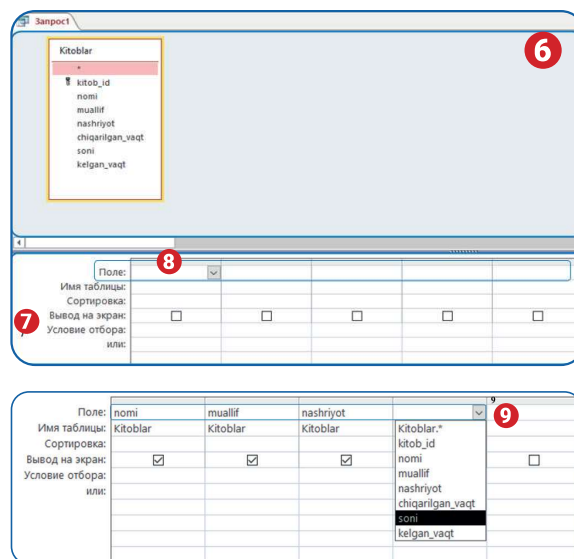 Запрос1
6
Kitoblar
*
kitob_id
nomi
muallif
nashriyot
chiqarilgan_vaqt
soni
kelgan_vaqt
8
Поле:
Имя таблицы:
Сортировка:
7
Вывод на экран:
Условие отбора:
или:
9
Поле: nomi muallif nashriyot
9
Имя таблицы: Kitoblar Kitoblar Kitoblar
Сортировка:
Вывод на экран:
Условие отбора:
или:
Kitoblar.*
kitob_id
nomi
muallif
nashriyot
chiqarilgan_vaqt
soni
kelgan_vaqt